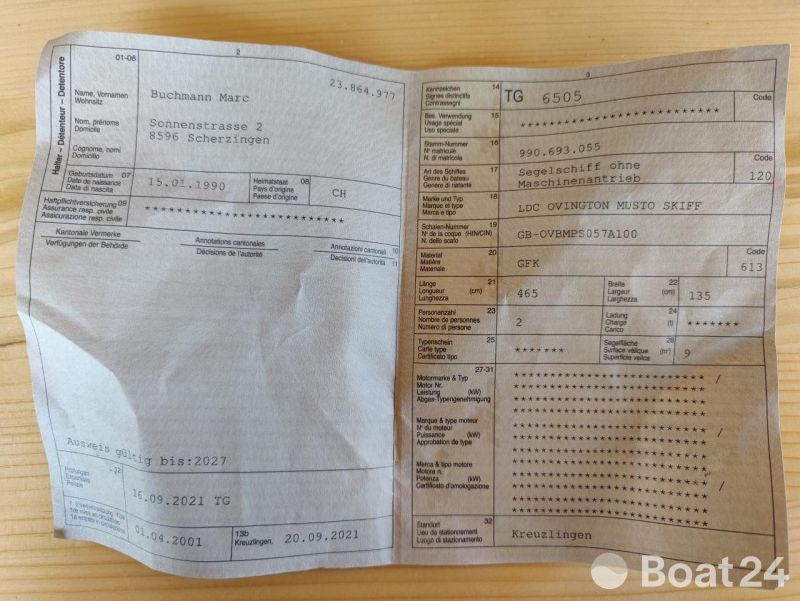 2
01-06
Halter – Détenteur – Detentore
23.864.977
Name, Vornamen
Wohnsitz
Buchmann Marc
Nom, prénoms
Domicile
Sonnenstrasse 2
8596 Scherzingen
Cognome, nomi
Domicilio
Geburtsdatum 07
Date de naissance
Data di nascita
15.01.1990
Heimatstaat 08
Pays d'origine
Paese d'origine
CH
Haftpflichtversicherung 09
Assurance resp. civile
Assicurazione resp. civile
* * * * * * * * * * * * * * * * * * * *
Kantonale Vermerke
Annotations cantonales
Annotazioni cantonali 10
Verfügungen der Behörde
Décisions de l'autorité
Decisioni dell'autorità 11
Ausweis gültig bis:2027
16.09.2021 TG
01.04.2001
13b
Kreuzlingen,
20.09.2021
3
Kennzeichen 14
Signes distinctifs
Contrassegni
TG 6505
Code
Bes. Verwendung 15
Usage spécial
Uso speciale
* * * * * * * * * * * * * * * * * * * *
Stamm-Nummer 16
N° matricule
N. di matricola
990.693.055
Art des Schiffes 17
Genre du bateau
Genere di natante
Segelschiff ohne
Maschinenantrieb
120
Marke und Typ 18
Marque et type
Marca e tipo
LDC OVINGTON MUSTO SKIFF
Schalen-Nummer 19
N° de la coque (HIN/CIN)
N. dello scafo
GB-OVBMPS057A100
Material 20
Matière
Materiale
GFK
Code
613
Länge 21
Longueur (cm)
Lunghezza
465
Breite 22
Largeur (cm)
Larghezza
135
Personenzahl 23
Nombre de personnes
Numero di persone
2
Ladung 24
Charge (t)
Carico
* * * * * * *
Typenschein 25
Carte type
Certificato tipo
* * * * * * *
Segelfläche 26
Surface vélique (m²)
Superficie velica
9
27-31
Motormarke & Typ
Motor Nr.
Leistung (kW)
Abgas-Typengenehmigung
Marque & type moteur
N° du moteur
Puissance (kW)
Approbation de type
Marca & tipo motore
Motore n.
Potenza (kW)
Certificato d'omologazione
Standort 32
Lieu de stationnement
Luogo di stazionamento
Kreuzlingen
Boat24